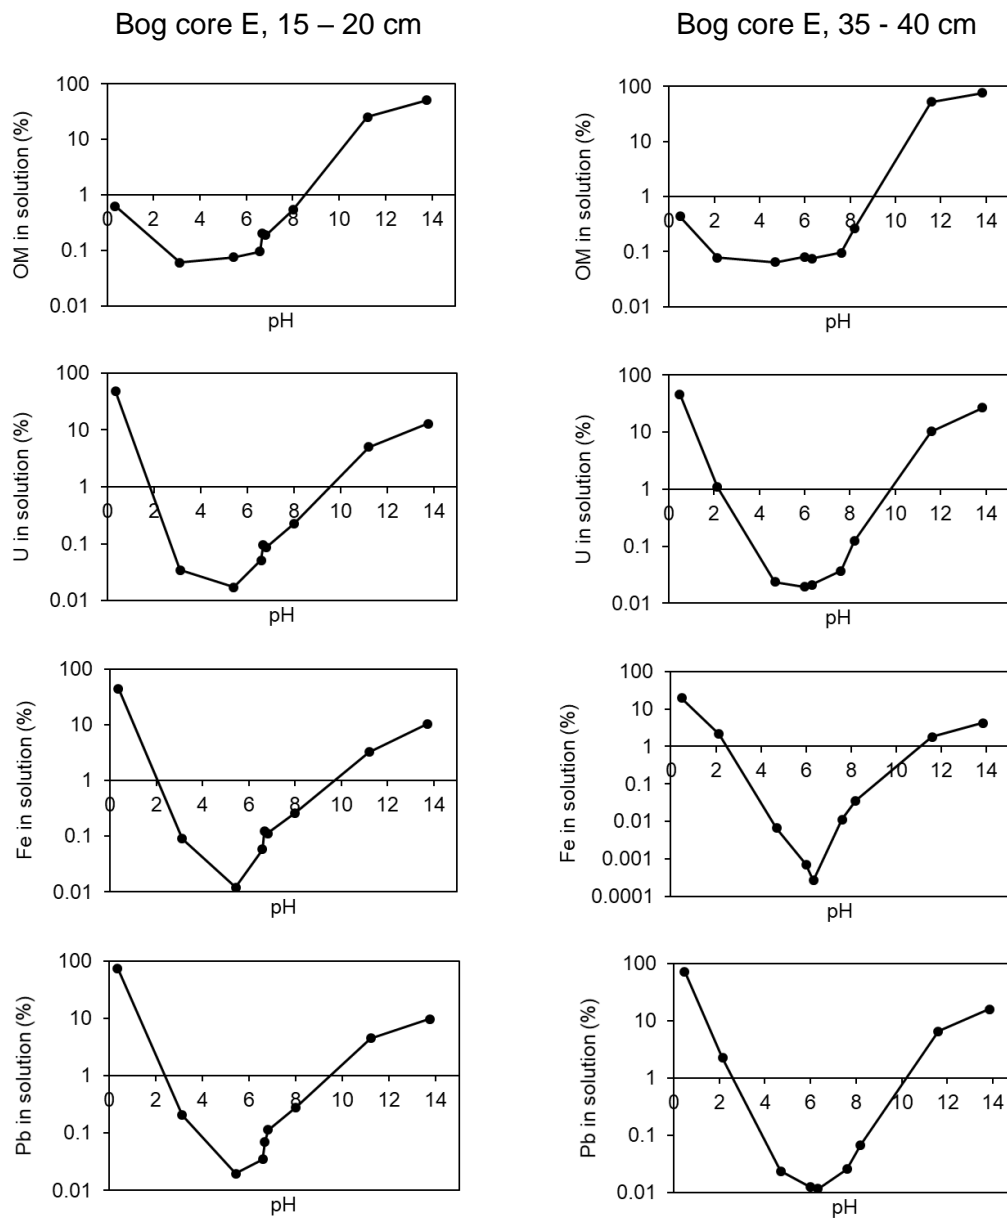 Bog core E, 15 – 20 cm
Bog core E, 35 - 40 cm
OM in solution (%)
100
10
1
0.1
0.01
0 2 4 6 8 10 12 14
pH
OM in solution (%)
100
10
1
0.1
0.01
0 2 4 6 8 10 12 14
pH
U in solution (%)
100
10
1
0.1
0.01
0 2 4 6 8 10 12 14
pH
U in solution (%)
100
10
1
0.1
0.01
0 2 4 6 8 10 12 14
pH
Fe in solution (%)
100
10
1
0.1
0.01
0 2 4 6 8 10 12 14
pH
Fe in solution (%)
100
10
1
0.1
0.01
0.001
0.0001
0 2 4 6 8 10 12 14
pH
Pb in solution (%)
100
10
1
0.1
0.01
0 2 4 6 8 10 12 14
pH
Pb in solution (%)
100
10
1
0.1
0.01
0 2 4 6 8 10 12 14
pH